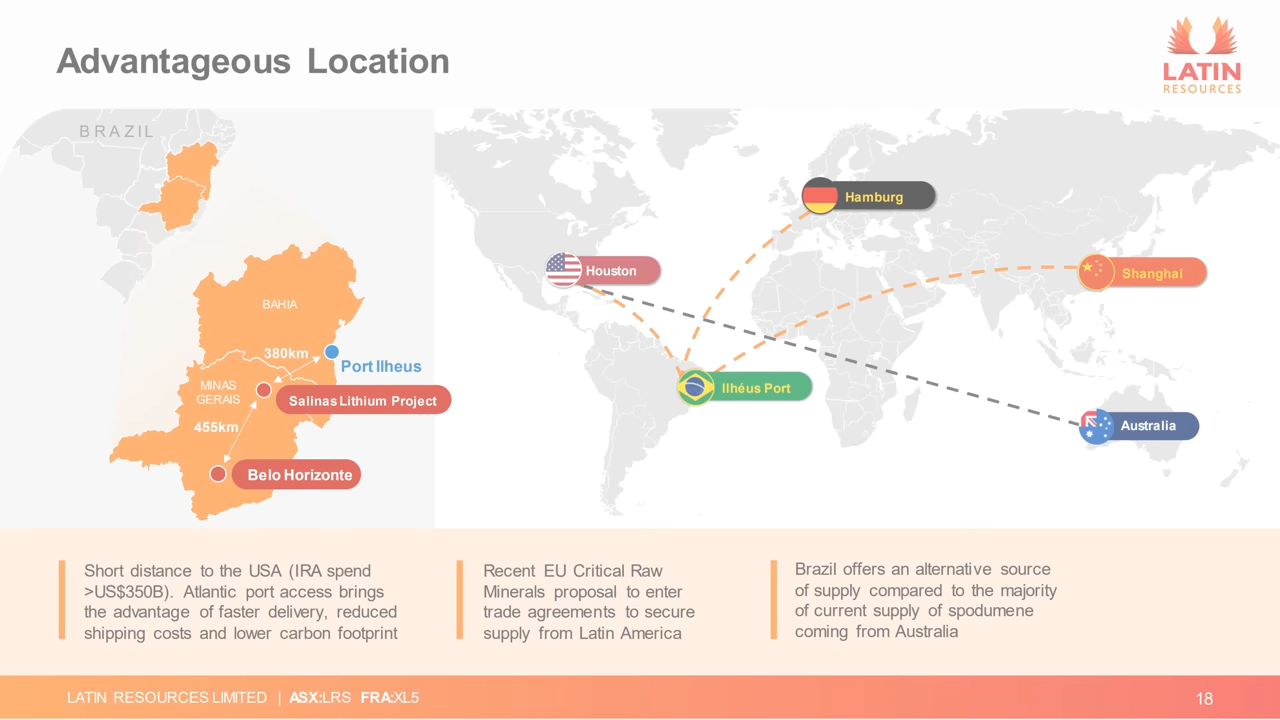 Advantageous Location
LATIN
RESOURCES
BRAZIL
BAHIA
380km
Port Ilheus
MINAS
GERAIS
Salinas Lithium Project
455km
Belo Horizonte
Hamburg
Houston
Shanghai
Ilhéus Port
Australia
Short distance to the USA (IRA spend
>US$350B). Atlantic port access brings
the advantage of faster delivery, reduced
shipping costs and lower carbon footprint
Recent EU Critical Raw
Minerals proposal to enter
trade agreements to secure
supply from Latin America
Brazil offers an alternative source
of supply compared to the majority
of current supply of spodumene
coming from Australia
LATIN RESOURCES LIMITED | ASX:LRS FRA:XL5
18